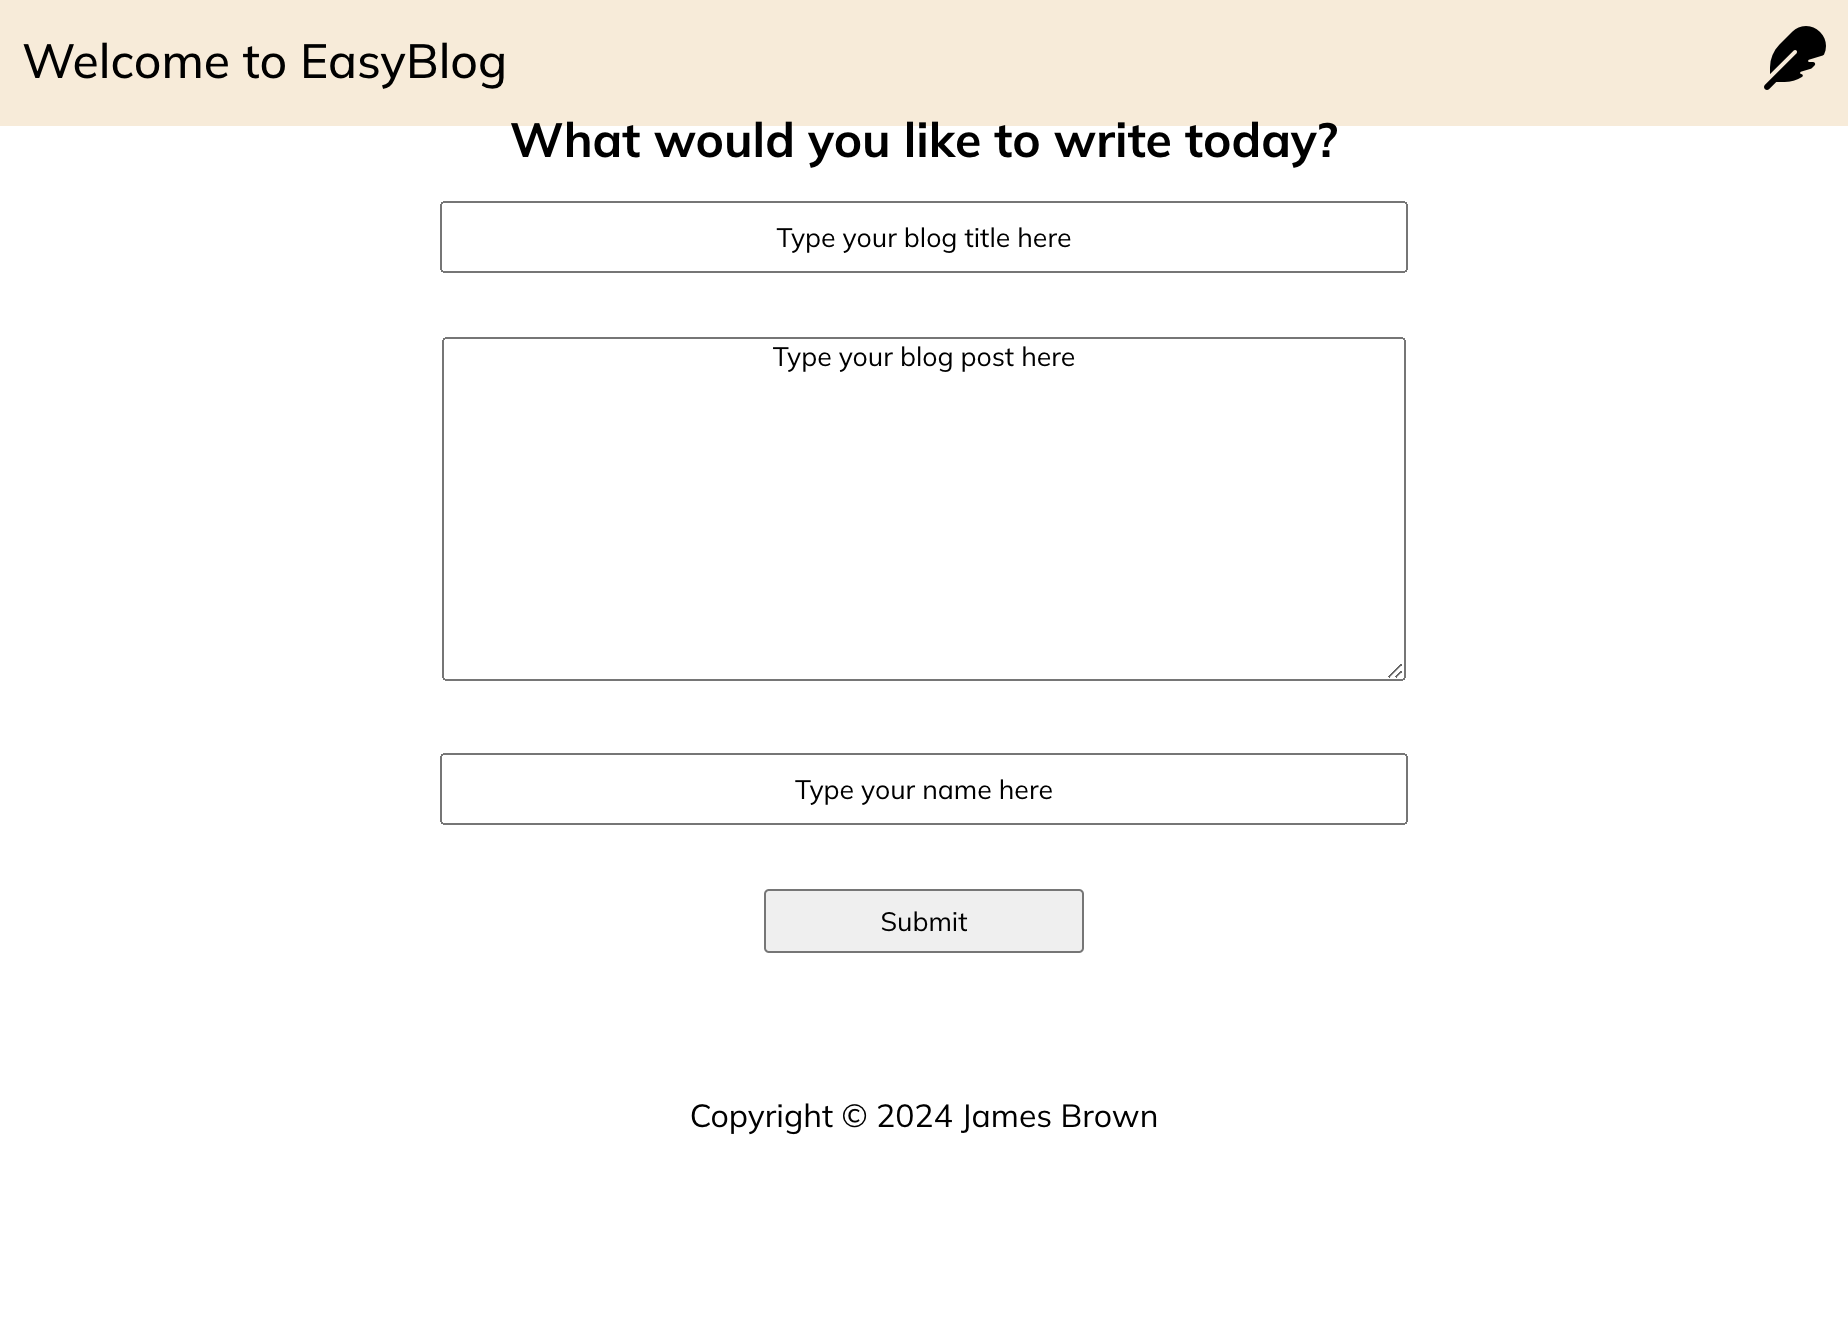 Welcome to EasyBlog
What would you like to write today?
Type your blog title here
Type your blog post here
Type your name here
Submit
Copyright © 2024 James Brown